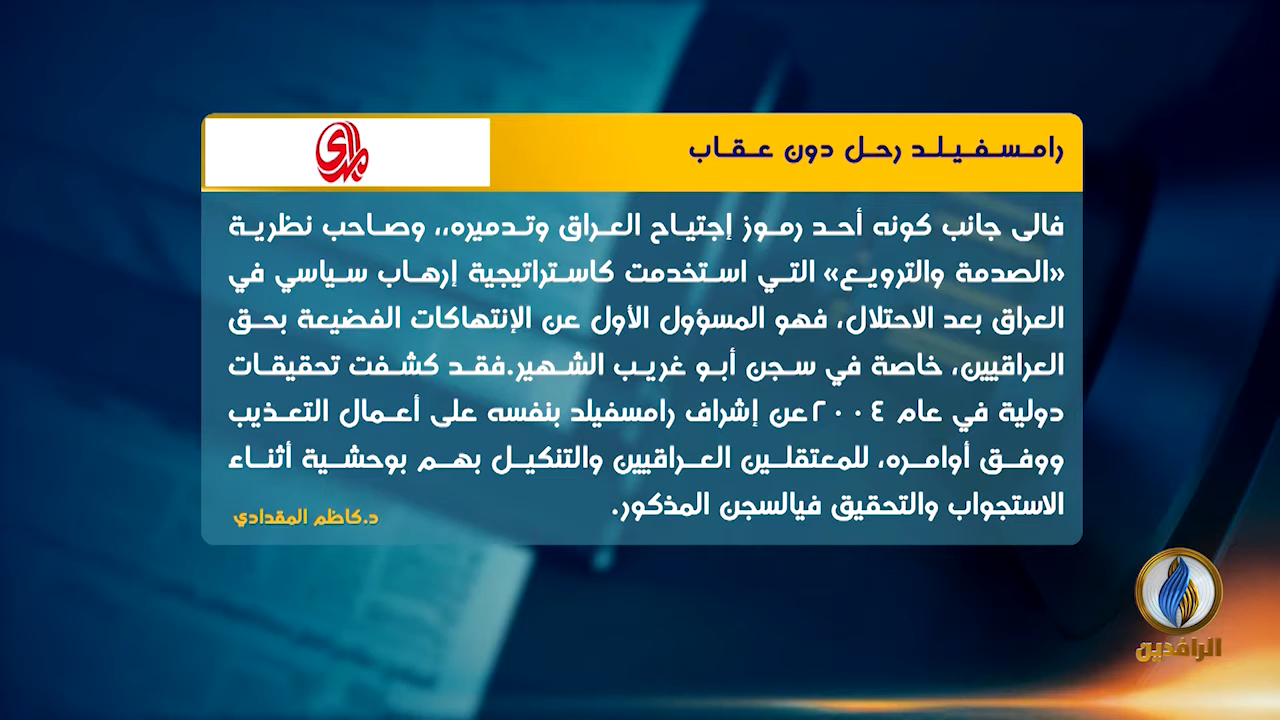 رامسفيلد رحل دون عقاب
المدى
فالى جانب كونه أحد رموز إجتياح العراق وتدميره،، وصاحب نظرية
«الصدمة والترويع» التي استخدمت كاستراتيجية إرهاب سياسي في
العراق بعد الاحتلال، فهو المسؤول الأول عن الإنتهاكات الفضيعة بحق
العراقيين، خاصة في سجن أبو غريب الشهير.فقد كشفت تحقيقات
دولية في عام ٢٠٠٤عن إشراف رامسفيلد بنفسه على أعمال التعذيب
ووفق أوامره، للمعتقلين العراقيين والتنكيل بهم بوحشية أثناء
الاستجواب والتحقيق فيالسجن المذكور.
د.كاظم المقدادي
الرافدين